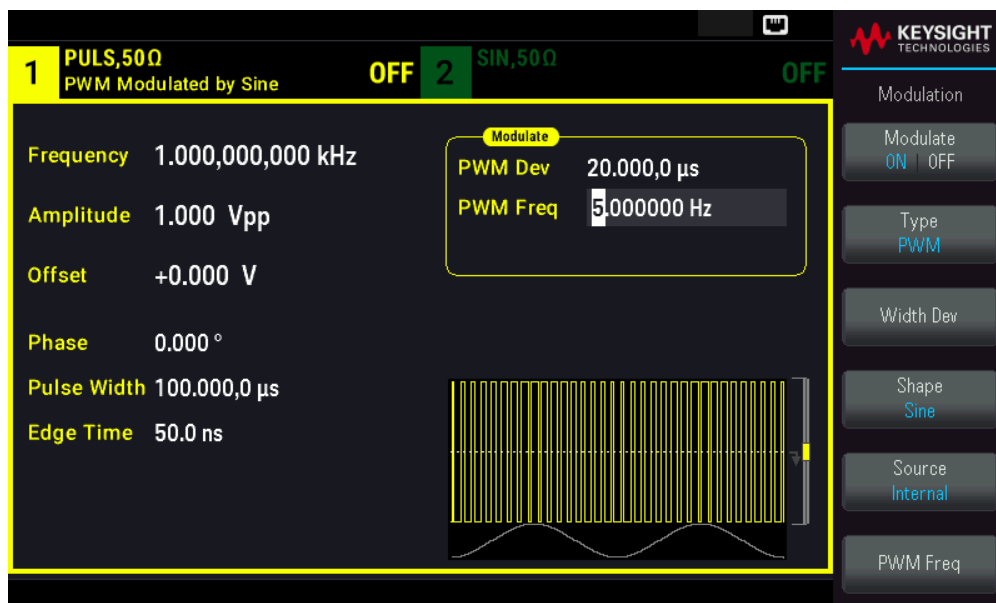 1 PULS,50Ω OFF 2 SIN,50Ω OFF
PWM Modulated by Sine
Frequency 1.000,000,000 kHz
Amplitude 1.000 Vpp
Offset +0.000 V
Phase 0.000 °
Pulse Width 100.000,0 µs
Edge Time 50.0 ns
Modulate
PWM Dev 20.000,0 µs
PWM Freq 5.000000 Hz
KEYSIGHT
TECHNOLOGIES
Modulation
Modulate
ON | OFF
Type
PWM
Width Dev
Shape
Sine
Source
Internal
PWM Freq